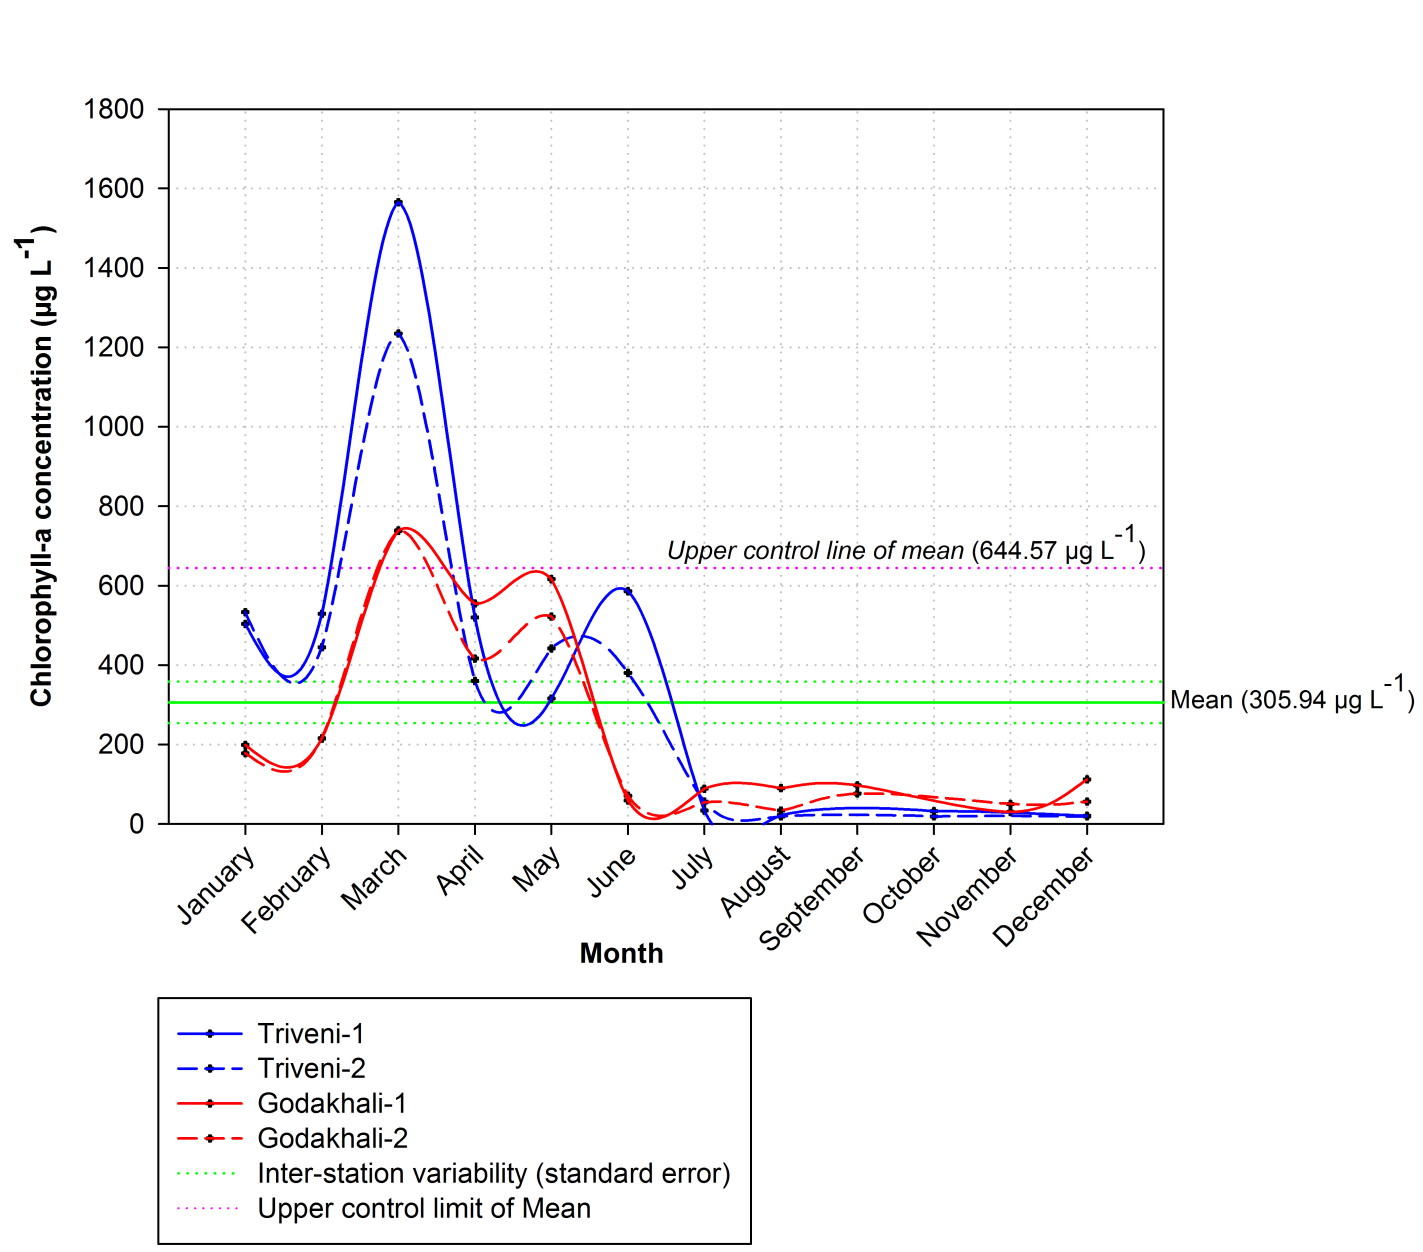 1800
1600
1400
1200
1000
800
600
400
200
0
Chlorophyll-a concentration (µg L-1)
Upper control line of mean (644.57 µg L-1)
Mean (305.94 µg L-1)
January
February
March
April
May
June
July
August
September
October
November
December
Month
Triveni-1
Triveni-2
Godakhali-1
Godakhali-2
Inter-station variability (standard error)
Upper control limit of Mean